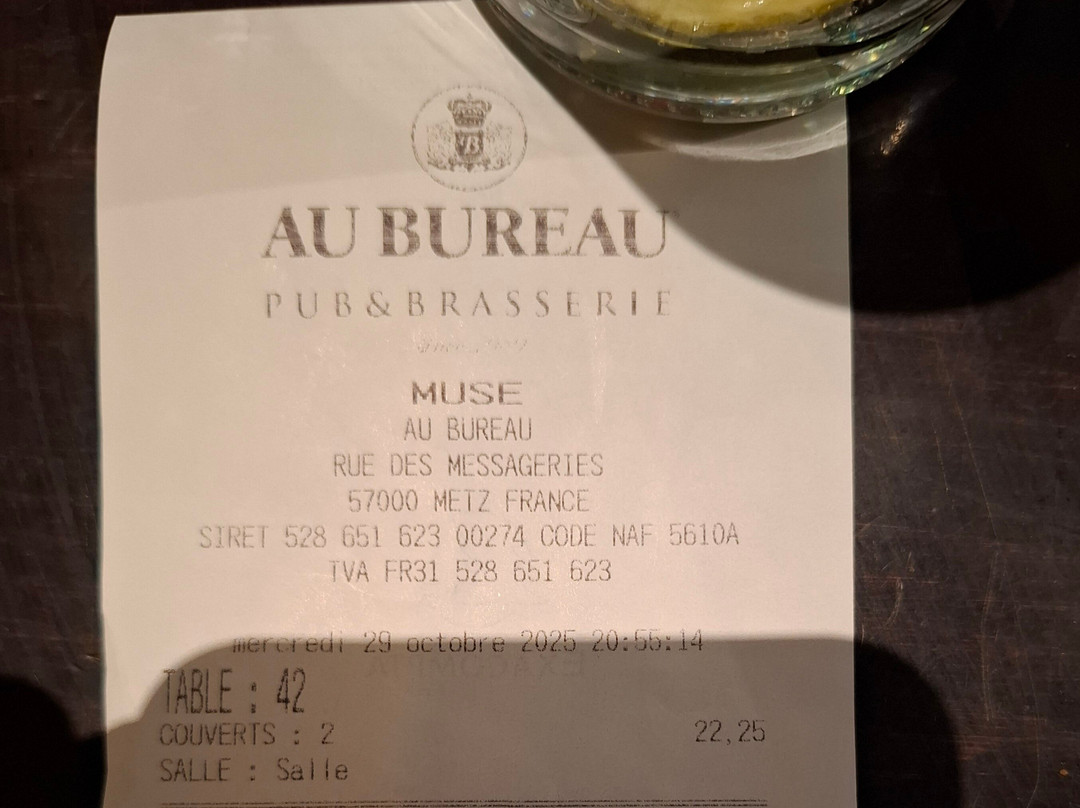 AU BUREAU
PUB&BRASSERIE
MUSE
AU BUREAU
RUE DES MESSAGERIES
57000 METZ FRANCE
SIRET 528 651 623 00274 CODE NAF 5610A
TVA FR31 528 651 623
mercredi 29 octobre 2025 20:56:14
TABLE : 42
COUVERTS : 2 22,25
SALLE : Salle